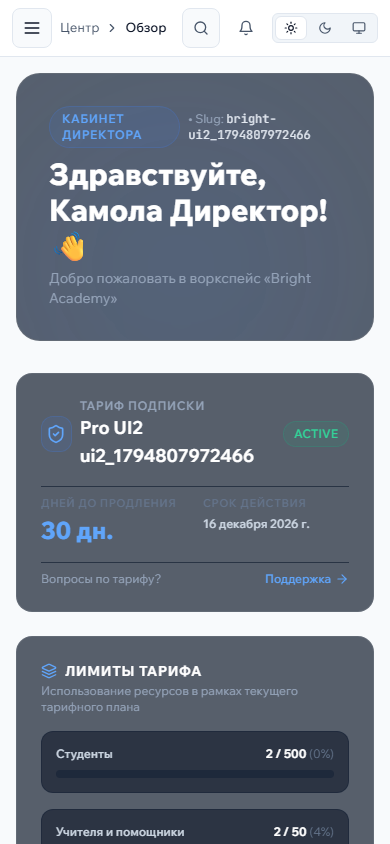 Центр > Обзор
КАБИНЕТ
ДИРЕКТОРА
• Slug: bright-
ui2_1794807972466
Здравствуйте,
Камола Директор!
👋
Добро пожаловать в воркспейс «Bright
Academy»
ТАРИФ ПОДПИСКИ
Pro UI2
ui2_1794807972466
ACTIVE
ДНЕЙ ДО ПРОДЛЕНИЯ
30 дн.
СРОК ДЕЙСТВИЯ
16 декабря 2026 г.
Вопросы по тарифу?
Поддержка →
ЛИМИТЫ ТАРИФА
Использование ресурсов в рамках текущего
тарифного плана
Студенты 2 / 500 (0%)
Учителя и помощники 2 / 50 (4%)